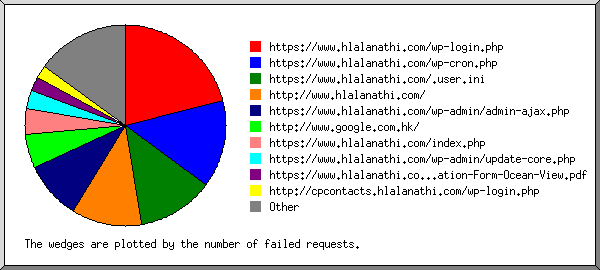 https://www.hlalanathi.com/wp-login.php
https://www.hlalanathi.com/wp-cron.php
https://www.hlalanathi.com/.user.ini
http://www.hlalanathi.com/
https://www.hlalanathi.com/wp-admin/admin-ajax.php
http://www.google.com.hk/
https://www.hlalanathi.com/index.php
https://www.hlalanathi.com/wp-admin/update-core.php
https://www.hlalanathi.co...ation-Form-Ocean-View.pdf
http://cpcontacts.hlalanathi.com/wp-login.php
Other
The wedges are plotted by the number of failed requests.